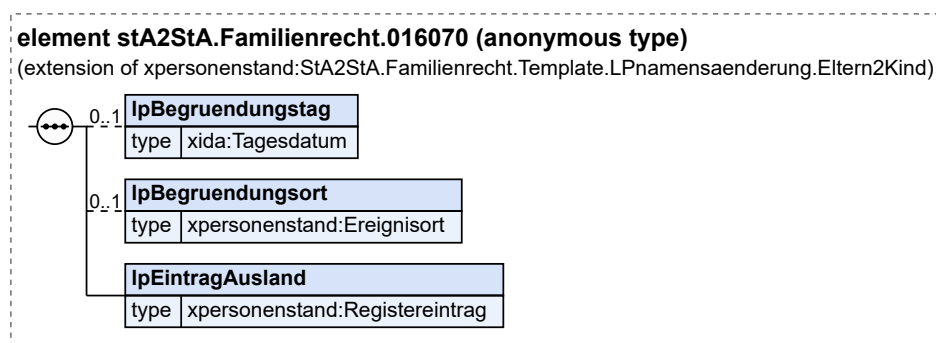 element stA2StA.Familienrecht.016070 (anonymous type)
(extension of xpersonenstand:StA2StA.Familienrecht.Template.LPnamensaenderung.Eltern2Kind)
0..1
lpBegruendungstag
type xida:Tagesdatum
0..1
lpBegruendungsort
type xpersonenstand:Ereignisort
lpEintragAusland
type xpersonenstand:Registereintrag